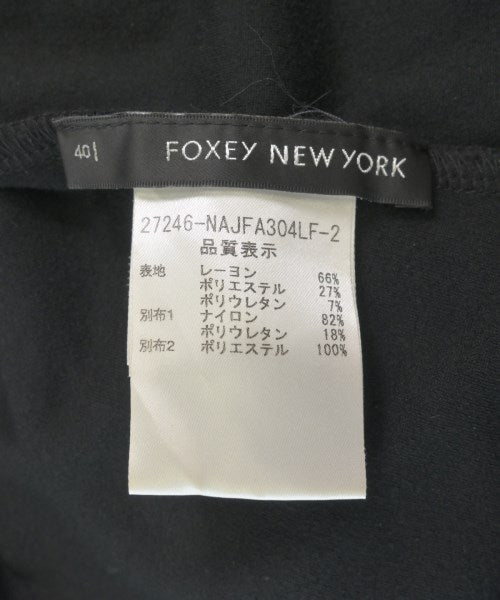 40
FOXEY NEW YORK
27246-NAJFA304LF-2
品質表示
表地 レーヨン 66%
ポリエステル 27%
ポリウレタン 7%
別布1 ナイロン 82%
ポリウレタン 18%
別布2 ポリエステル 100%